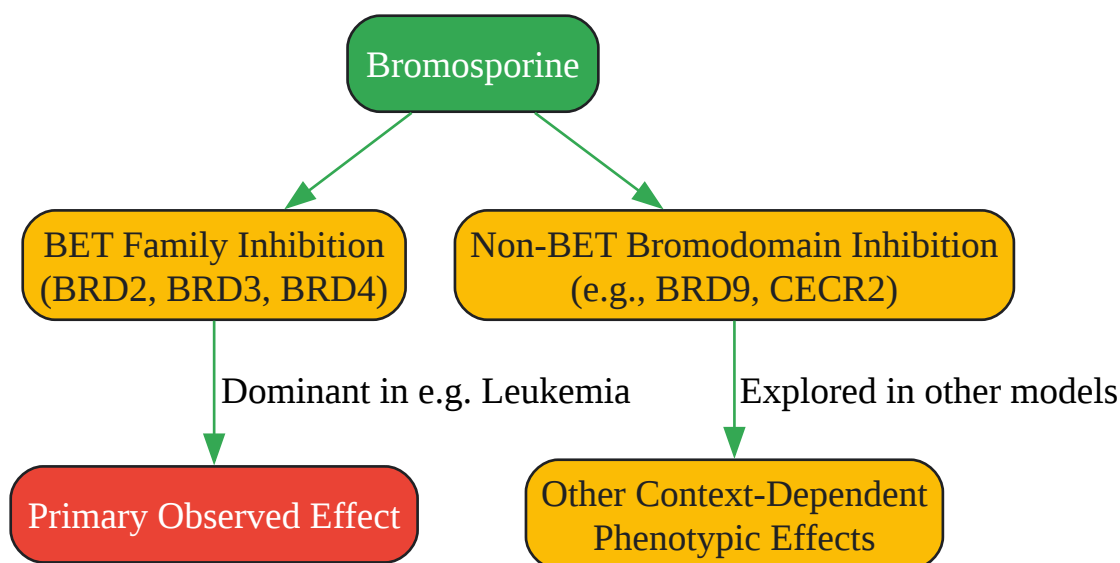 Bromosporine
BET Family Inhibition
(BRD2, BRD3, BRD4)
Non-BET Bromodomain Inhibition
(e.g., BRD9, CECR2)
Dominant in e.g. Leukemia
Explored in other models
Primary Observed Effect
Other Context-Dependent
Phenotypic Effects